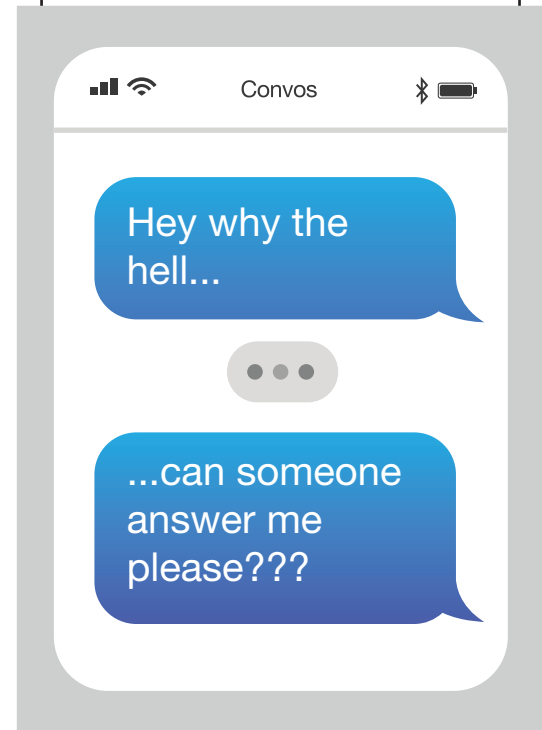 Convos
Hey why the
hell...
...can someone
answer me
please???